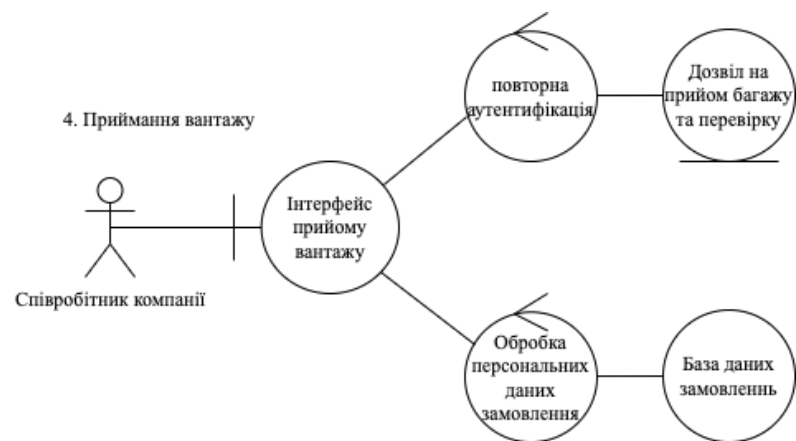 4. Приймання вантажу
Співробітник компанії
Інтерфейс
прийому
вантажу
повторна
аутентифікація
Дозвіл на
прийом багажу
та перевірку
Обробка
персональних
даних
замовлення
База даних
замовленнь